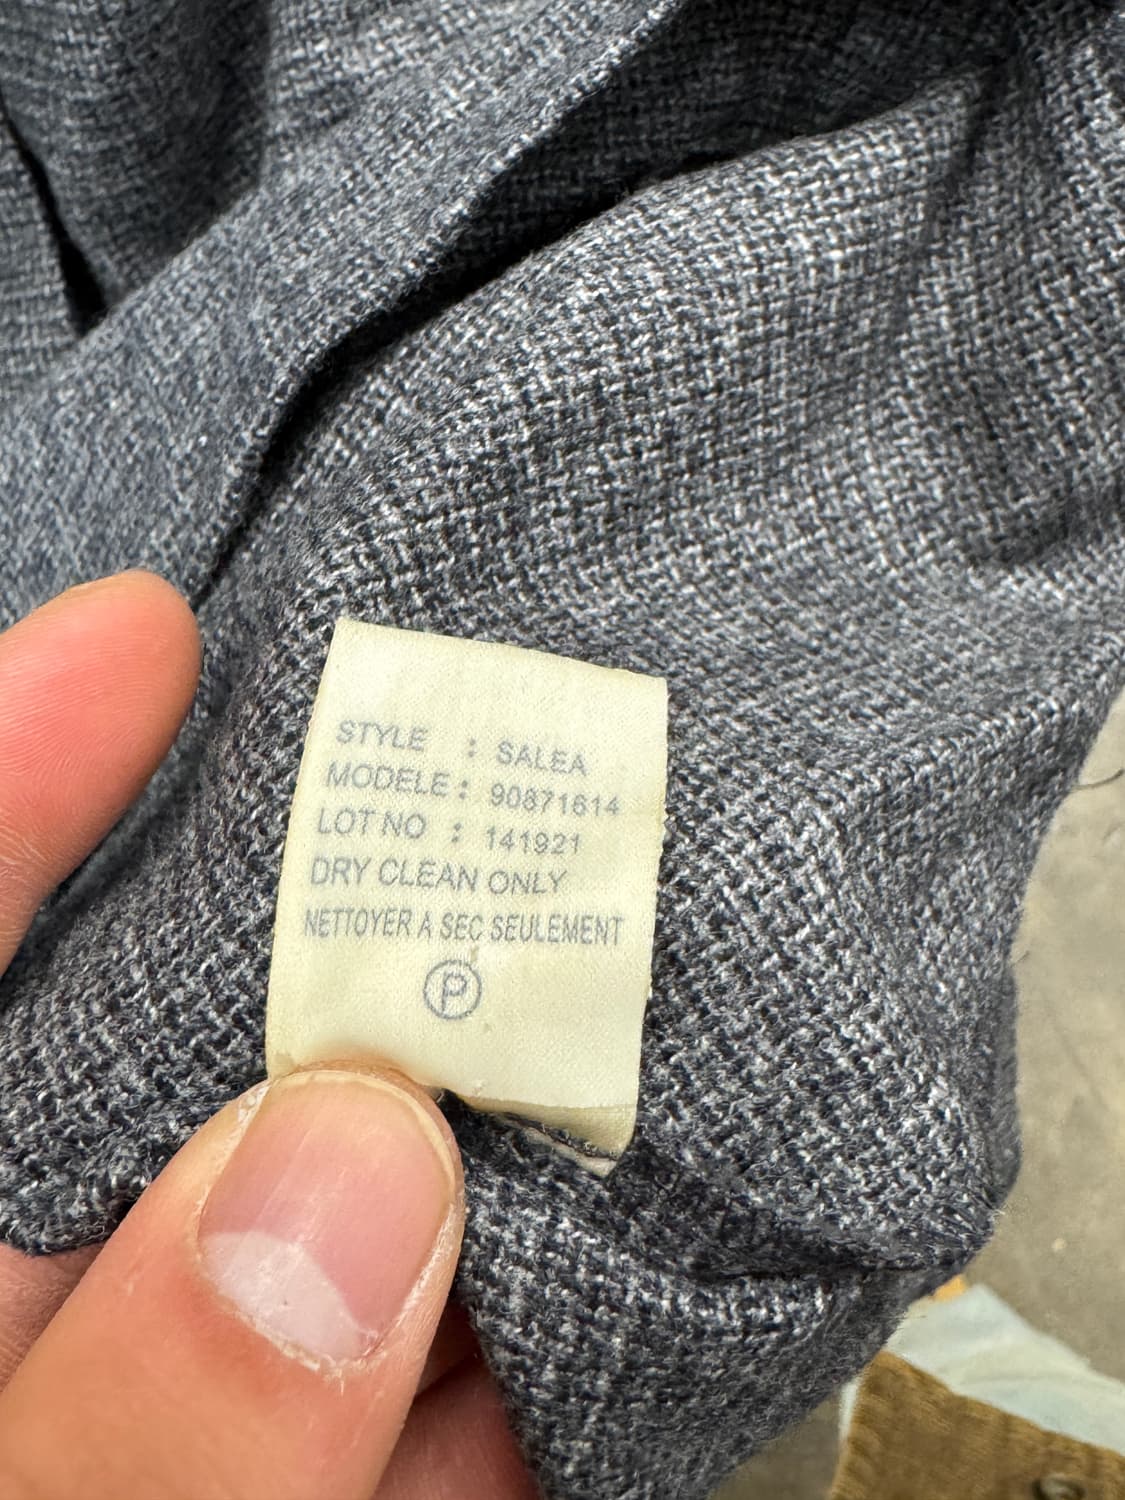 STYLE : SALEA
MODELE : 90871614
LOT NO : 141921
DRY CLEAN ONLY
NETTOYER A SEC SEULEMENT
P